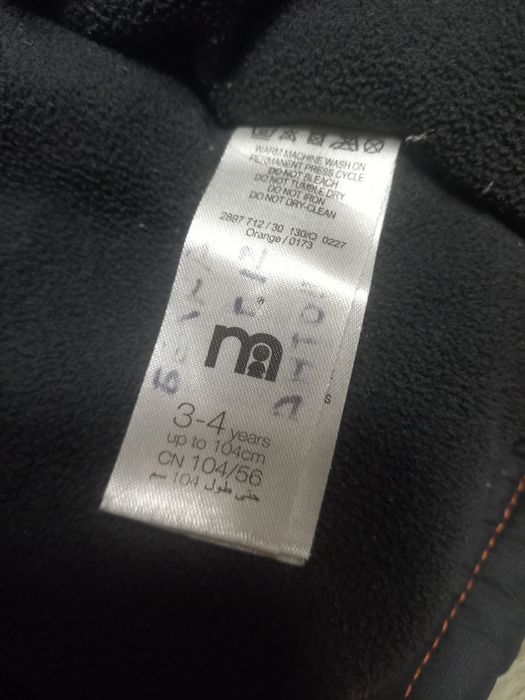 WARM MACHINE WASH ON
PERMANENT PRESS CYCLE
DO NOT BLEACH
DO NOT TUMBLE DRY
DO NOT IRON
DO NOT DRY-CLEAN
2897 712/30 130/Q 0227
Orange/0173
m
3-4 years
up to 104cm
CN 104/56
حتى طول 104 سم
S